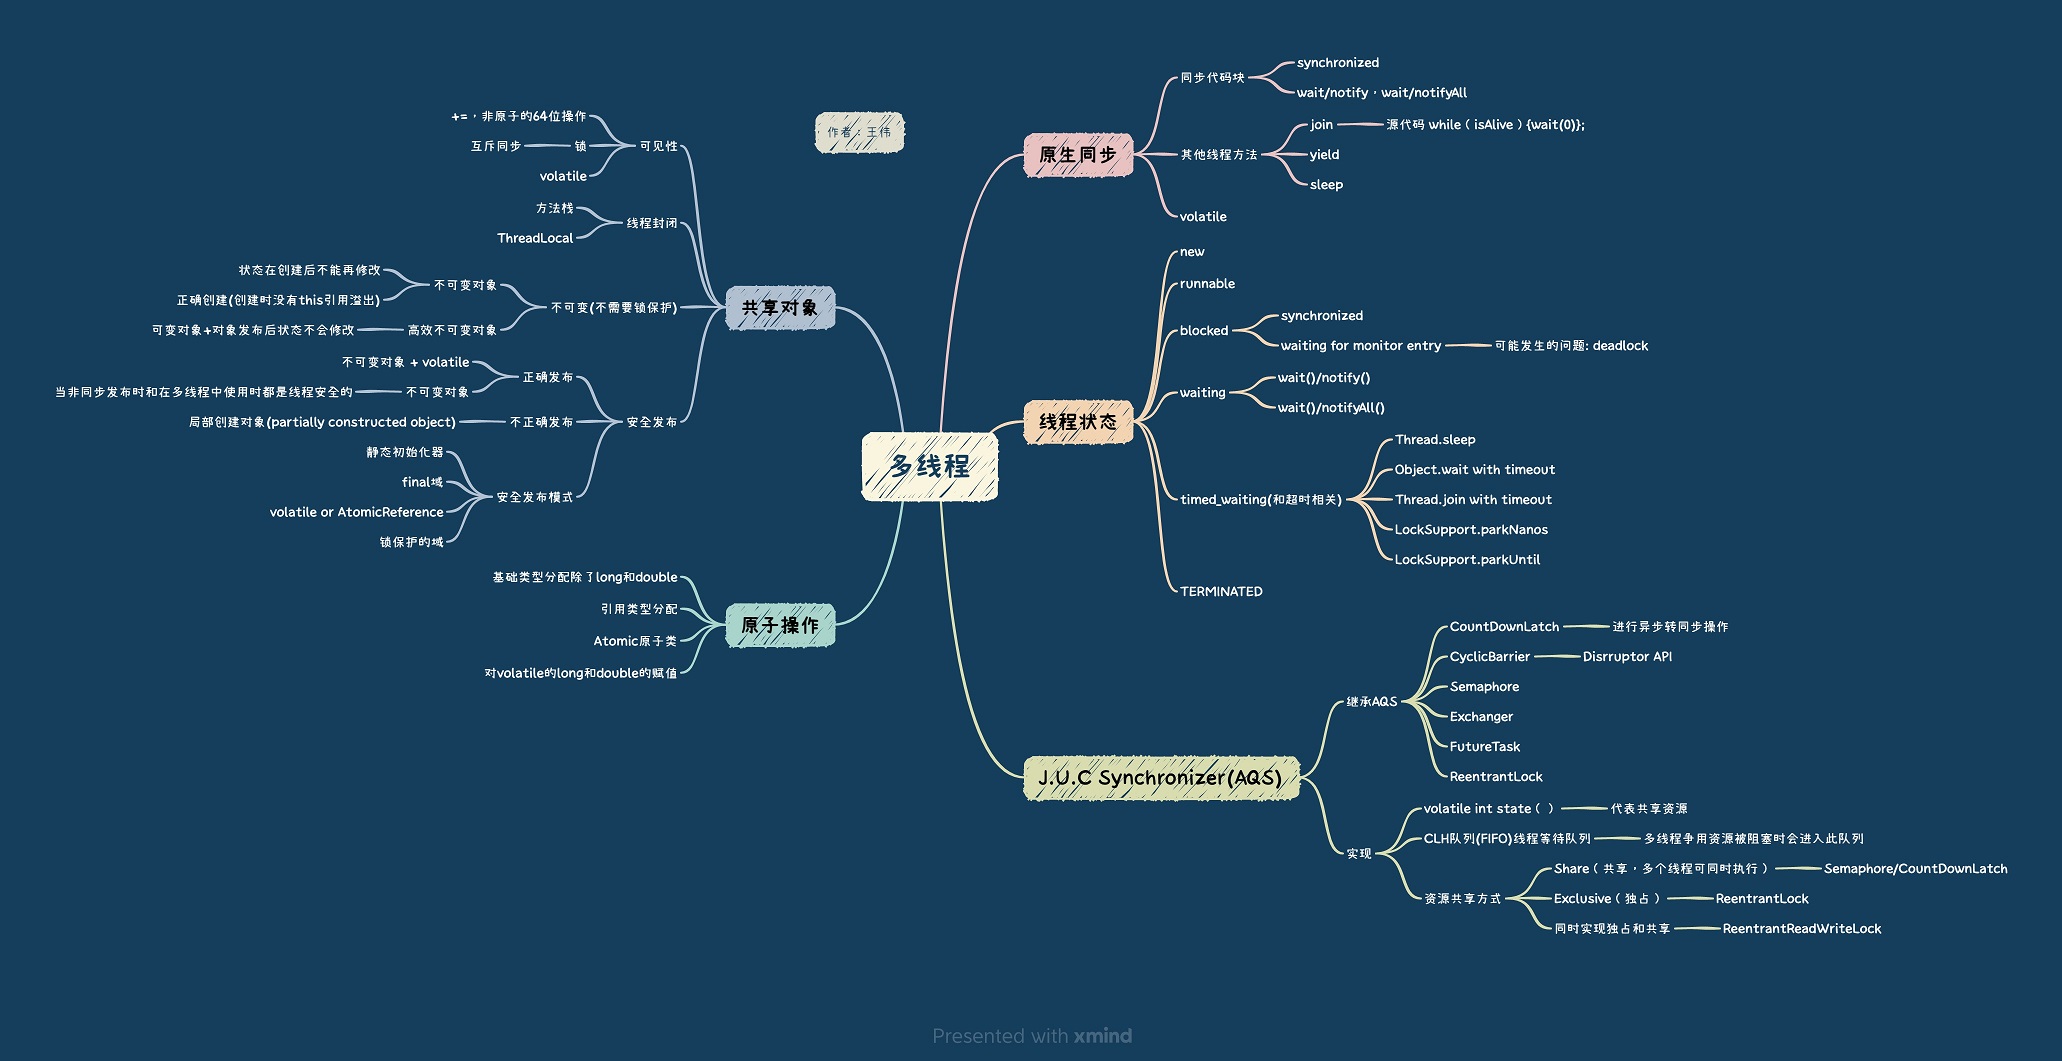 作者：王伟
多线程
原生同步
同步代码块
synchronized
wait/notify，wait/notifyAll
其他线程方法
join
源代码 while（isAlive）{wait(0)};
yield
sleep
volatile
线程状态
new
runnable
blocked
synchronized
waiting for monitor entry
可能发生的问题: deadlock
waiting
wait()/notify()
wait()/notifyAll()
timed_waiting(和超时相关)
Thread.sleep
Object.wait with timeout
Thread.join with timeout
LockSupport.parkNanos
LockSupport.parkUntil
TERMINATED
J.U.C Synchronizer(AQS)
继承AQS
CountDownLatch
进行异步转同步操作
CyclicBarrier
Disrruptor API
Semaphore
Exchanger
FutureTask
ReentrantLock
实现
volatile int state（ ）
代表共享资源
CLH队列(FIFO)线程等待队列
多线程争用资源被阻塞时会进入此队列
资源共享方式
Share（共享，多个线程可同时执行）
Semaphore/CountDownLatch
Exclusive（独占）
ReentrantLock
同时实现独占和共享
ReentrantReadWriteLock
共享对象
可见性
+=，非原子的64位操作
锁
互斥同步
volatile
线程封闭
方法栈
ThreadLocal
不可变(不需要锁保护)
不可变对象
状态在创建后不能再修改
正确创建(创建时没有this引用溢出)
高效不可变对象
可变对象+对象发布后状态不会修改
安全发布
正确发布
不可变对象 + volatile
不可变对象
当非同步发布时和在多线程中使用时都是线程安全的
不正确发布
局部创建对象(partially constructed object)
安全发布模式
静态初始化器
final域
volatile or AtomicReference
锁保护的域
原子操作
基础类型分配除了long和double
引用类型分配
Atomic原子类
对volatile的long和double的赋值
Presented with xmind